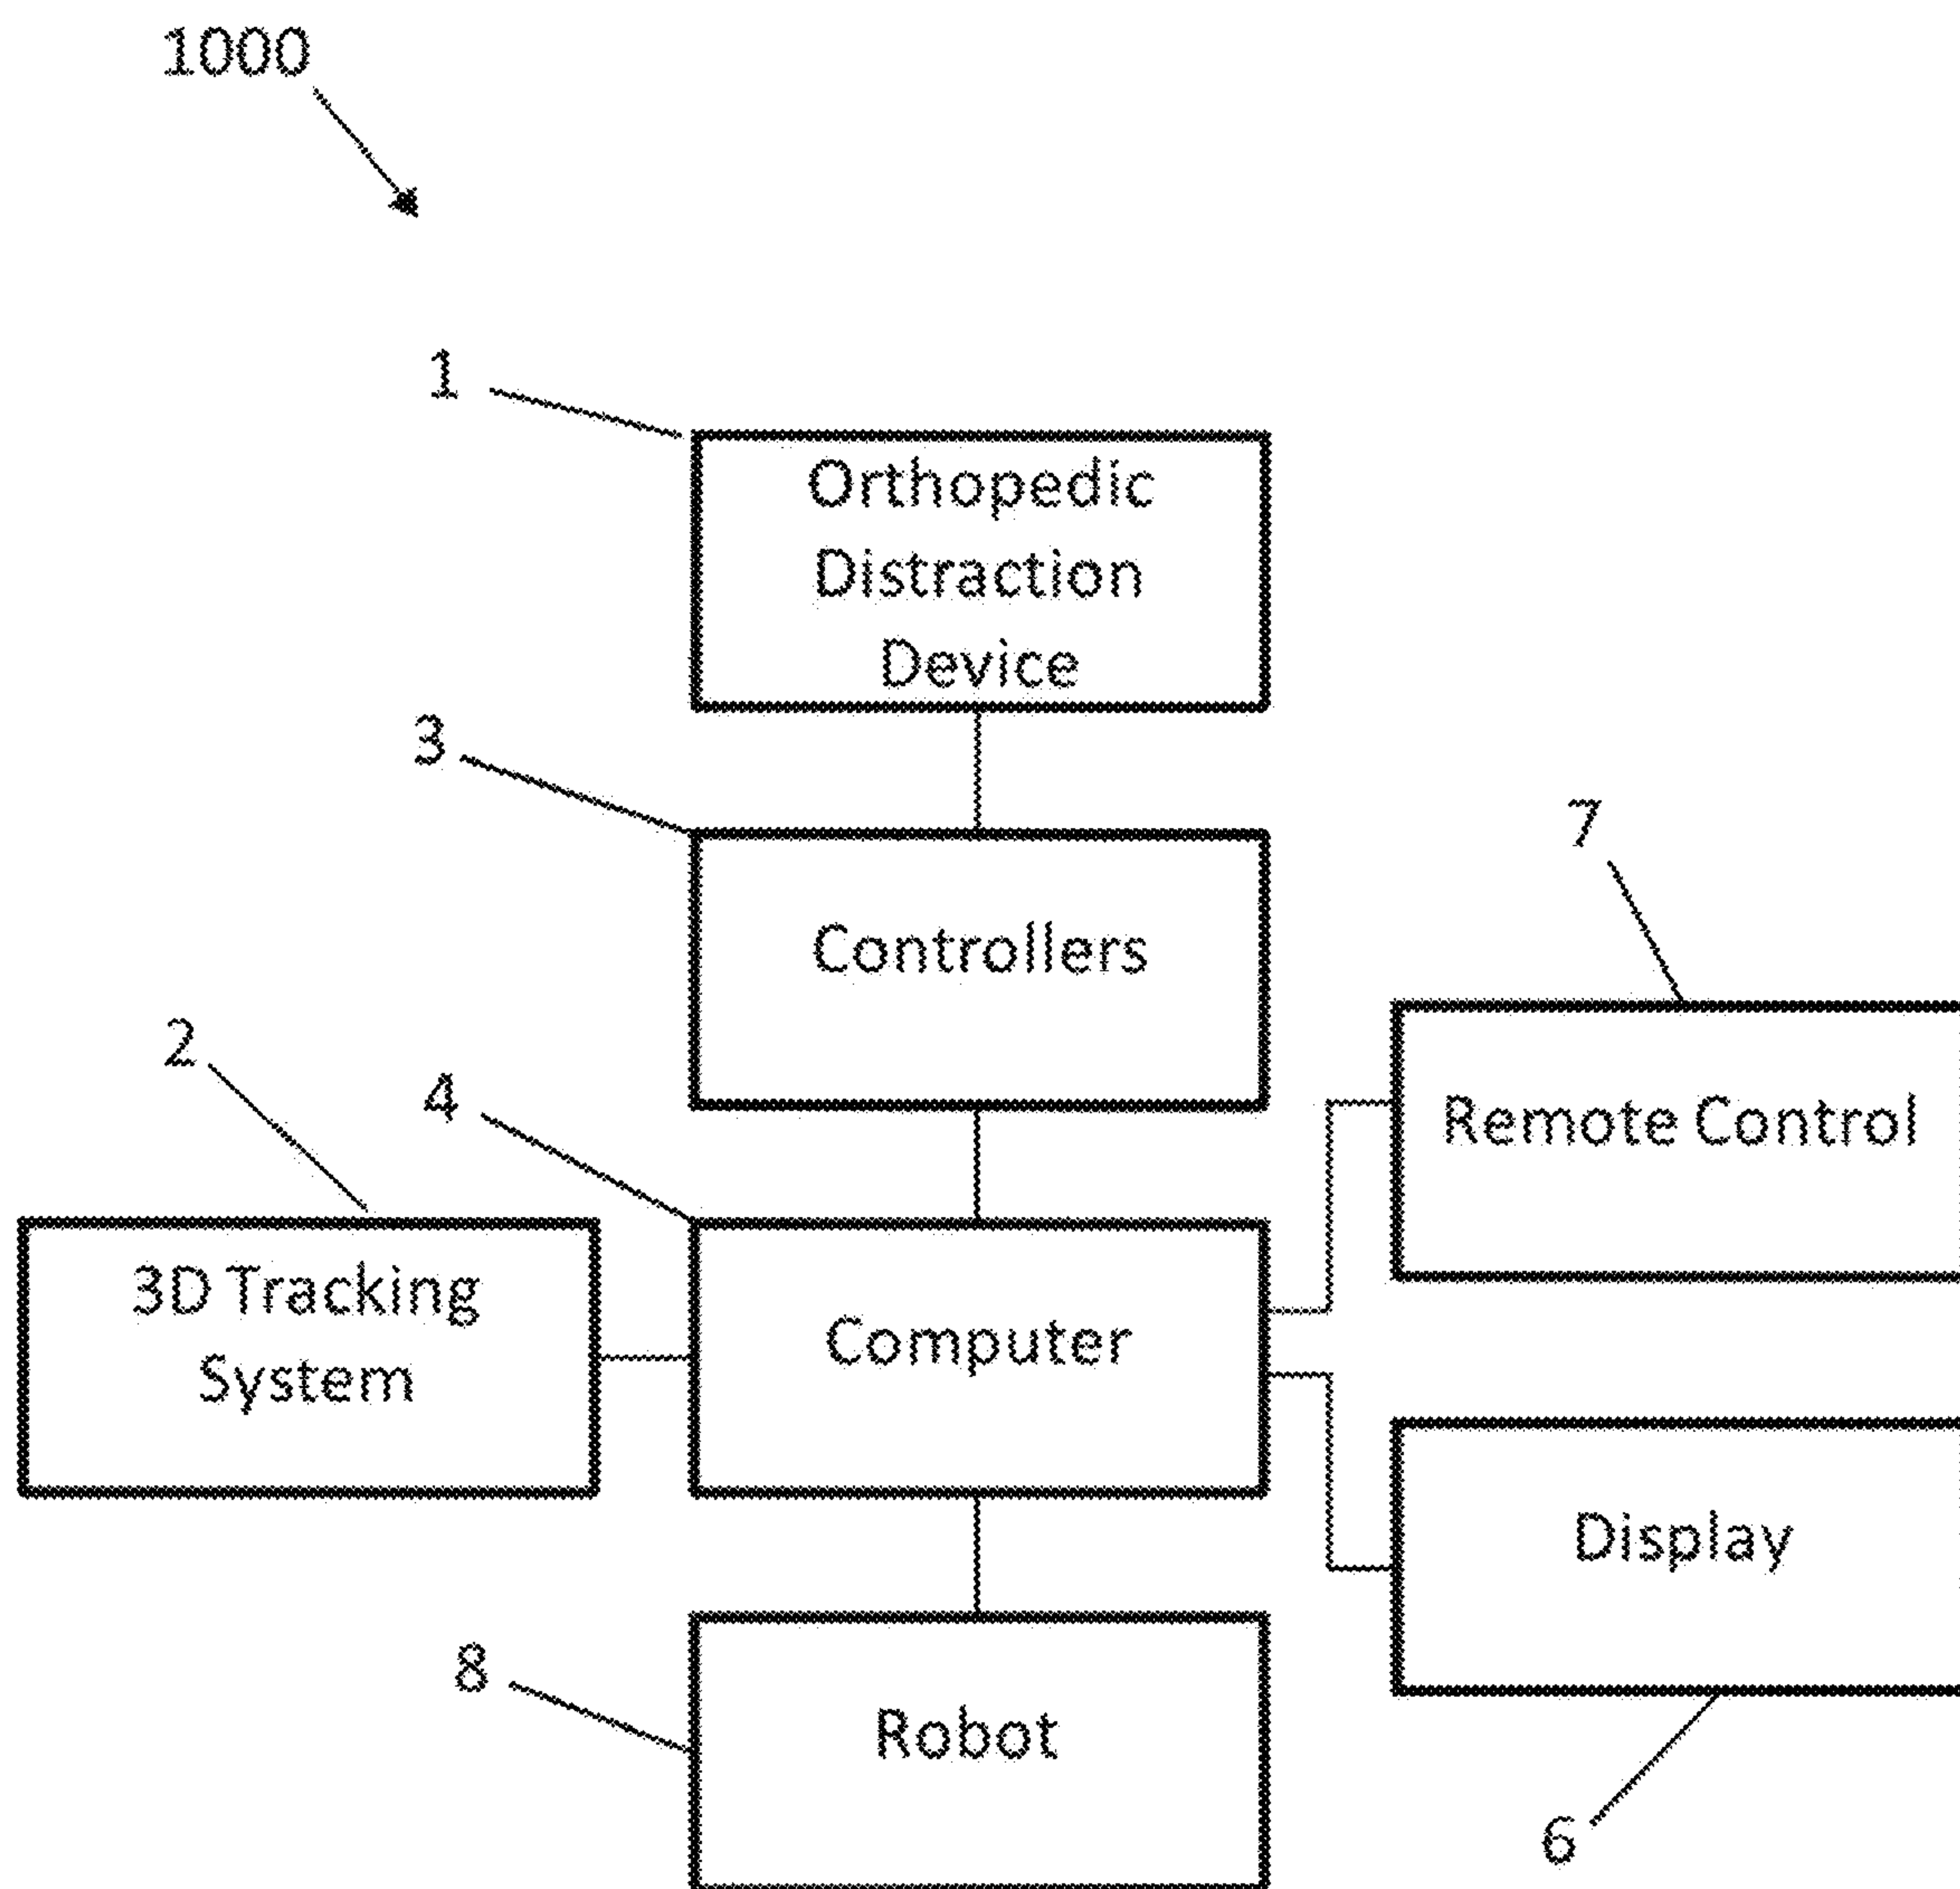 1000
1
Orthopedic
Distraction
Device
3
Controllers
7
Remote Control
2
4
3D Tracking
System
Computer
Display
8
Robot
6